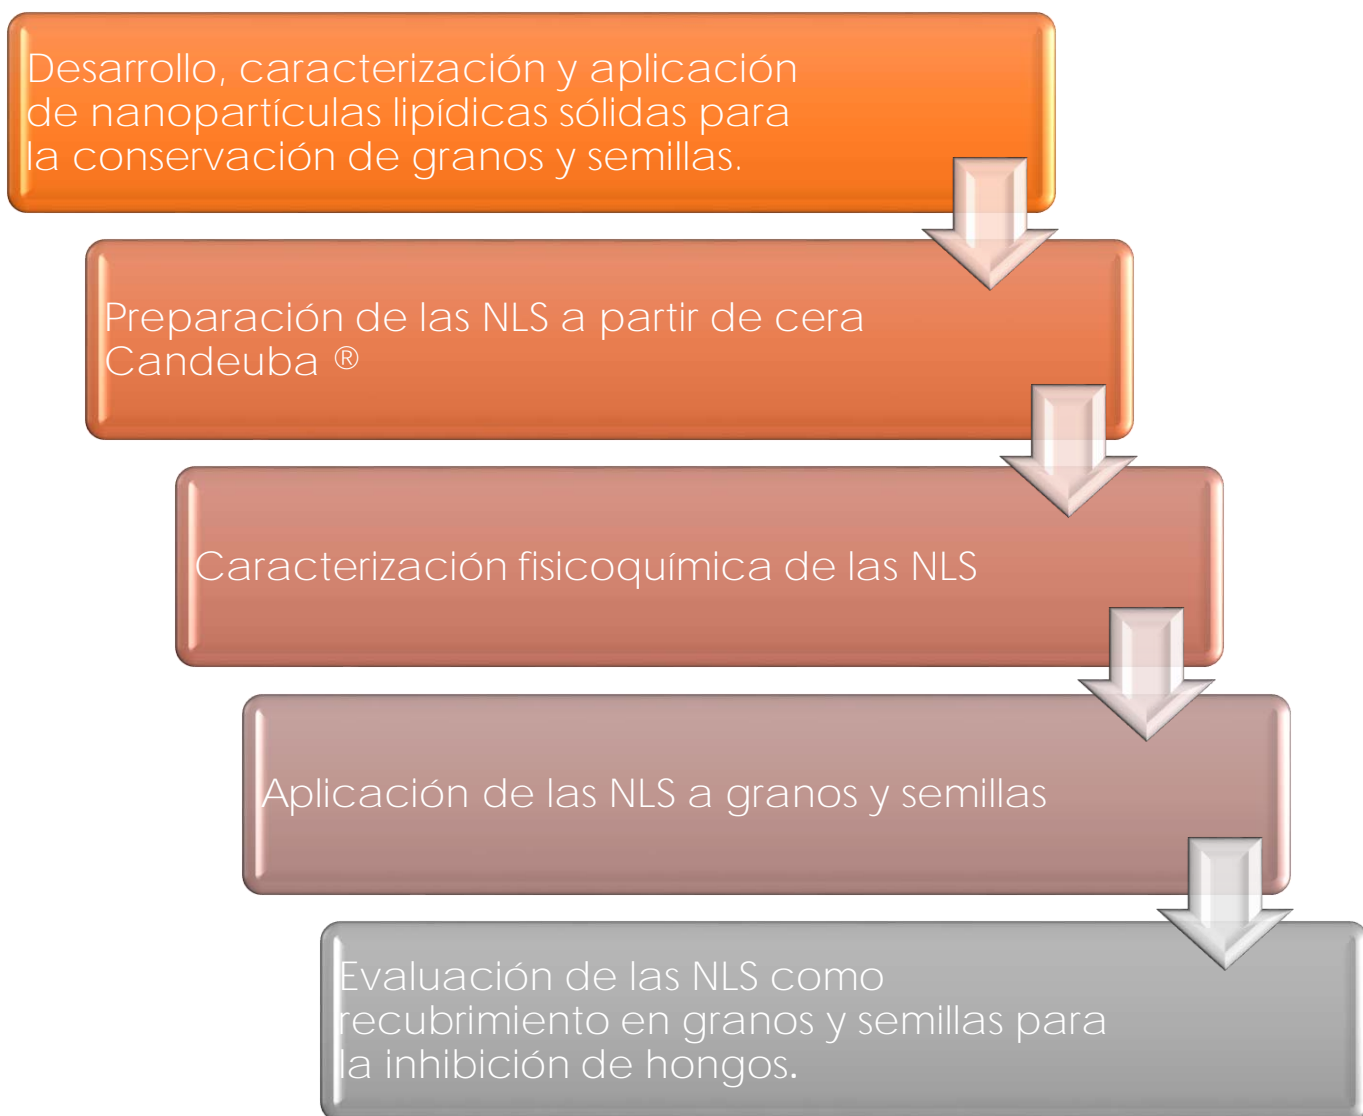 Desarrollo, caracterización y aplicación
de nanopartículas lipídicas sólidas para
la conservación de granos y semillas.
Preparación de las NLS a partir de cera
Candeuba ®
Caracterización fisicoquímica de las NLS
Aplicación de las NLS a granos y semillas
Evaluación de las NLS como
recubrimiento en granos y semillas para
la inhibición de hongos.